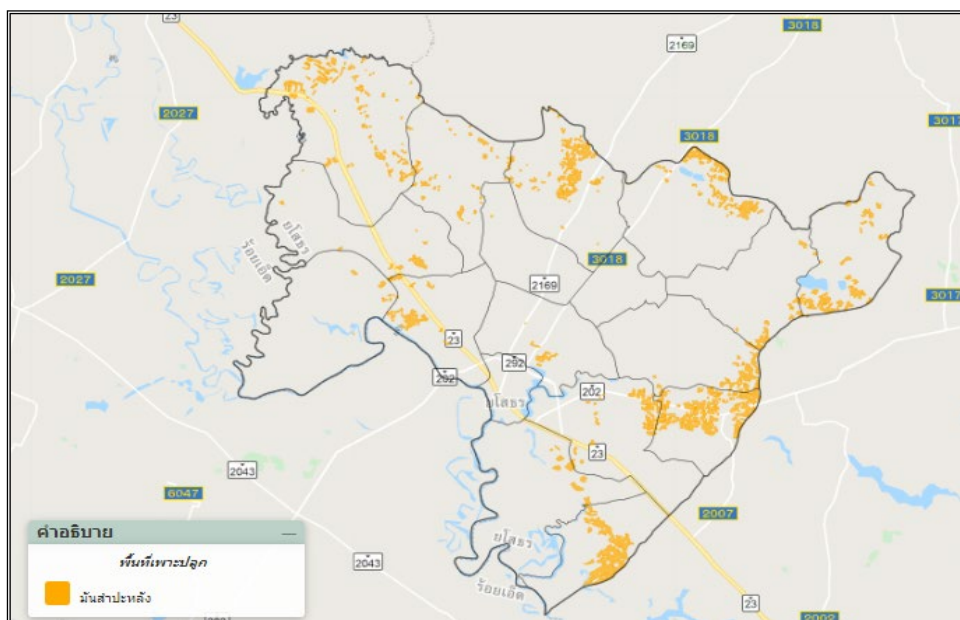 23
3018
2169
2027
3018
3017
ยโสธร
ร้อยเอ็ด
2027
3018
2169
3017
23
292
292
202
ยโสธร
23
2043
6047
2007
คำอธิบาย
พื้นที่เพาะปลูก
มันสำปะหลัง
ยโสธร
2043
ร้อยเอ็ด
23